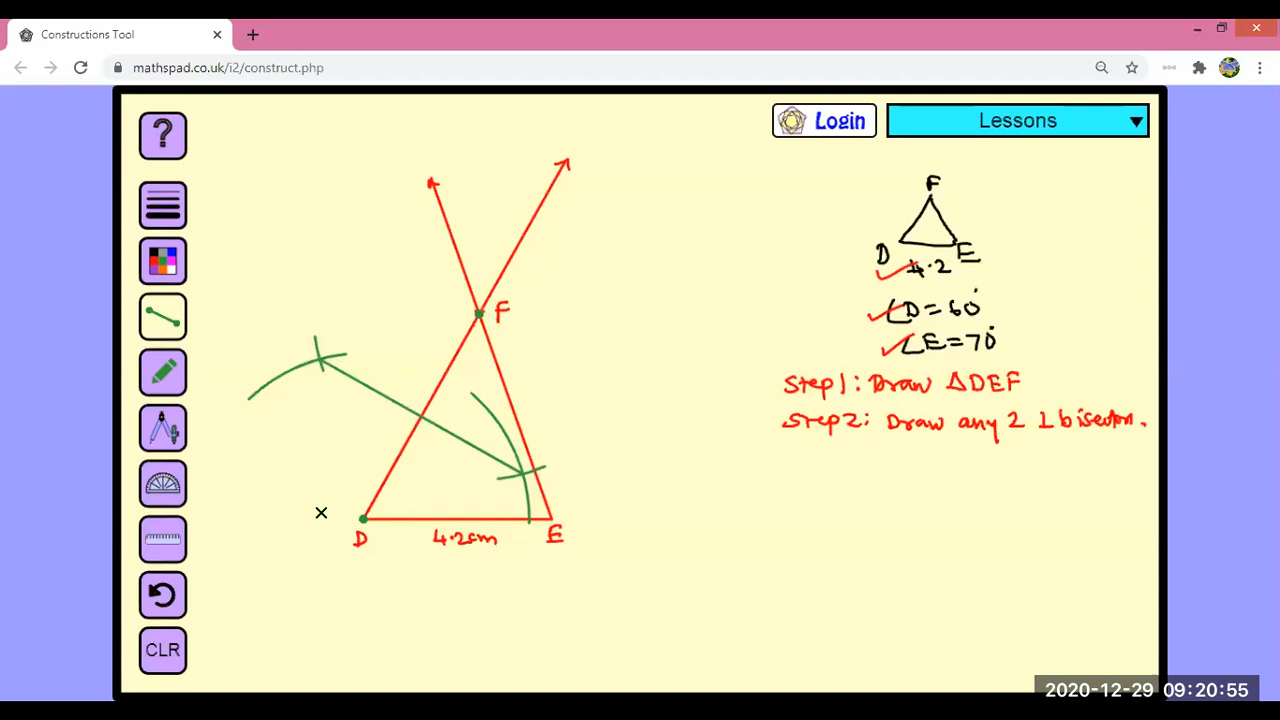 Constructions Tool
mathspad.co.uk/i2/construct.php
Login
Lessons
?
CLR
F
D E
4.2
∠D = 60°
∠E = 70°
Step1: Draw △DEF
Step2: Draw any 2 ⊥ bisectors.
F
D 4.2cm E
2020-12-29 09:20:55